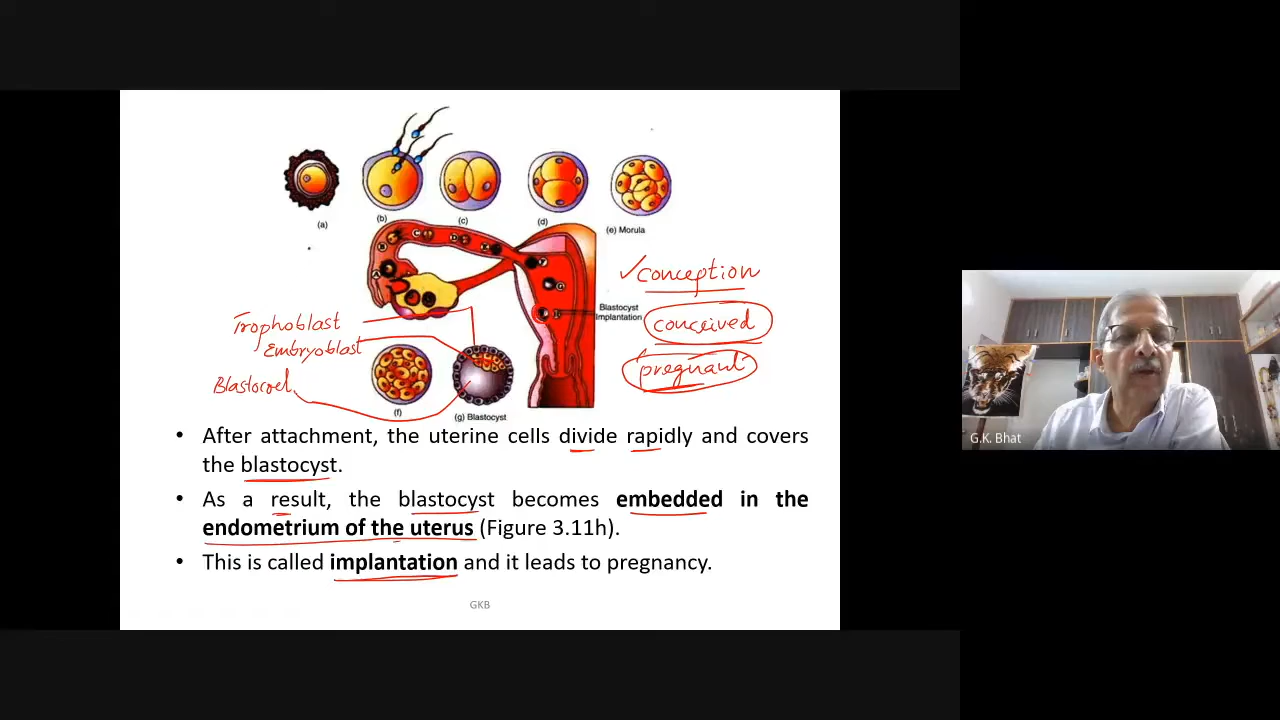 (a)
(b)
(c)
(d)
(e) Morula
✓conception
Blastocyst
Implantation
Trophoblast
conceived
Embryoblast
pregnant
Blastocoel
(f)
(g) Blastocyst
• After attachment, the uterine cells divide rapidly and covers
the blastocyst.
• As a result, the blastocyst becomes embedded in the
endometrium of the uterus (Figure 3.11h).
• This is called implantation and it leads to pregnancy.
GKB
G.K. Bhat